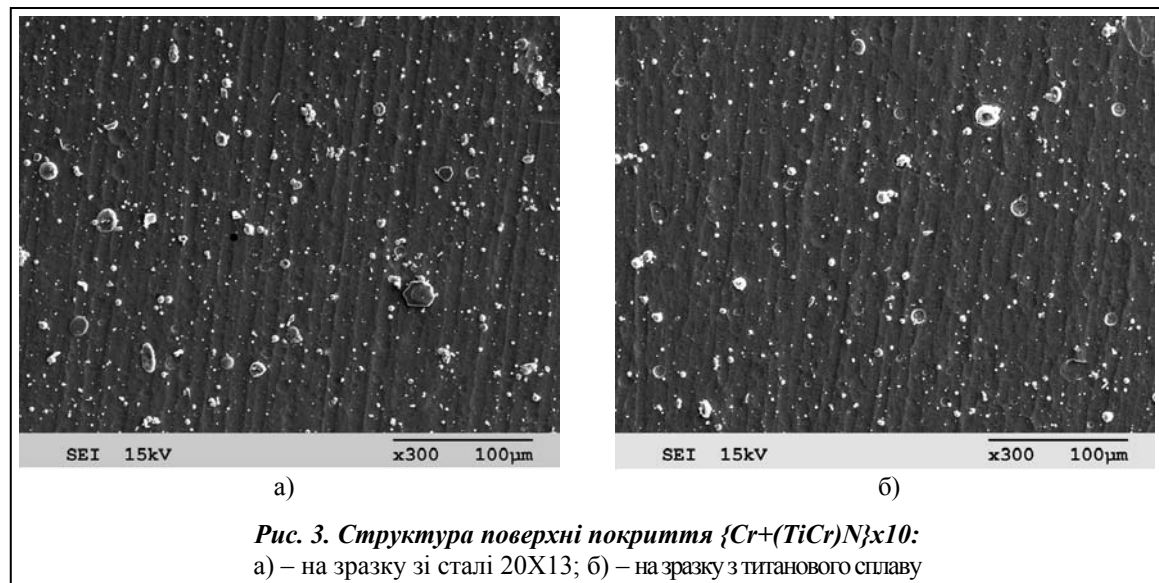 SEI 15kV x300 100µm
SEI 15kV x300 100µm
а)
б)
Рис. 3. Структура поверхні покриття {Cr+(TiCr)N}x10:
а) – на зразку зі сталі 20Х13; б) – на зразку з титанового сплаву